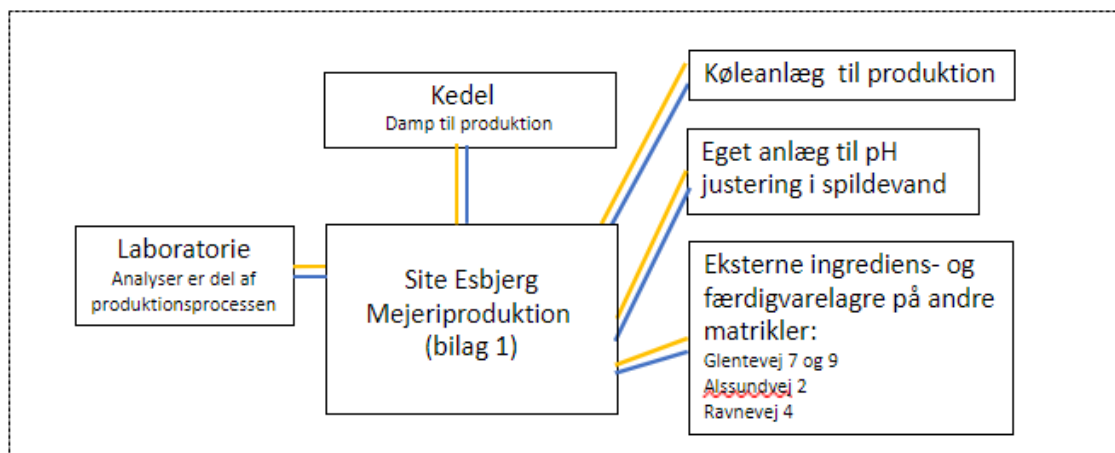 Kedel
Damp til produktion
Køleanlæg til produktion
Eget anlæg til pH
justering i spildevand
Laboratorie
Analyser er del af
produktionsprocessen
Site Esbjerg
Mejeriproduktion
(bilag 1)
Eksterne ingrediens- og
færdigvarelagre på andre
matrikler:
Glentevej 7 og 9
Alssundvej 2
Ravnevej 4